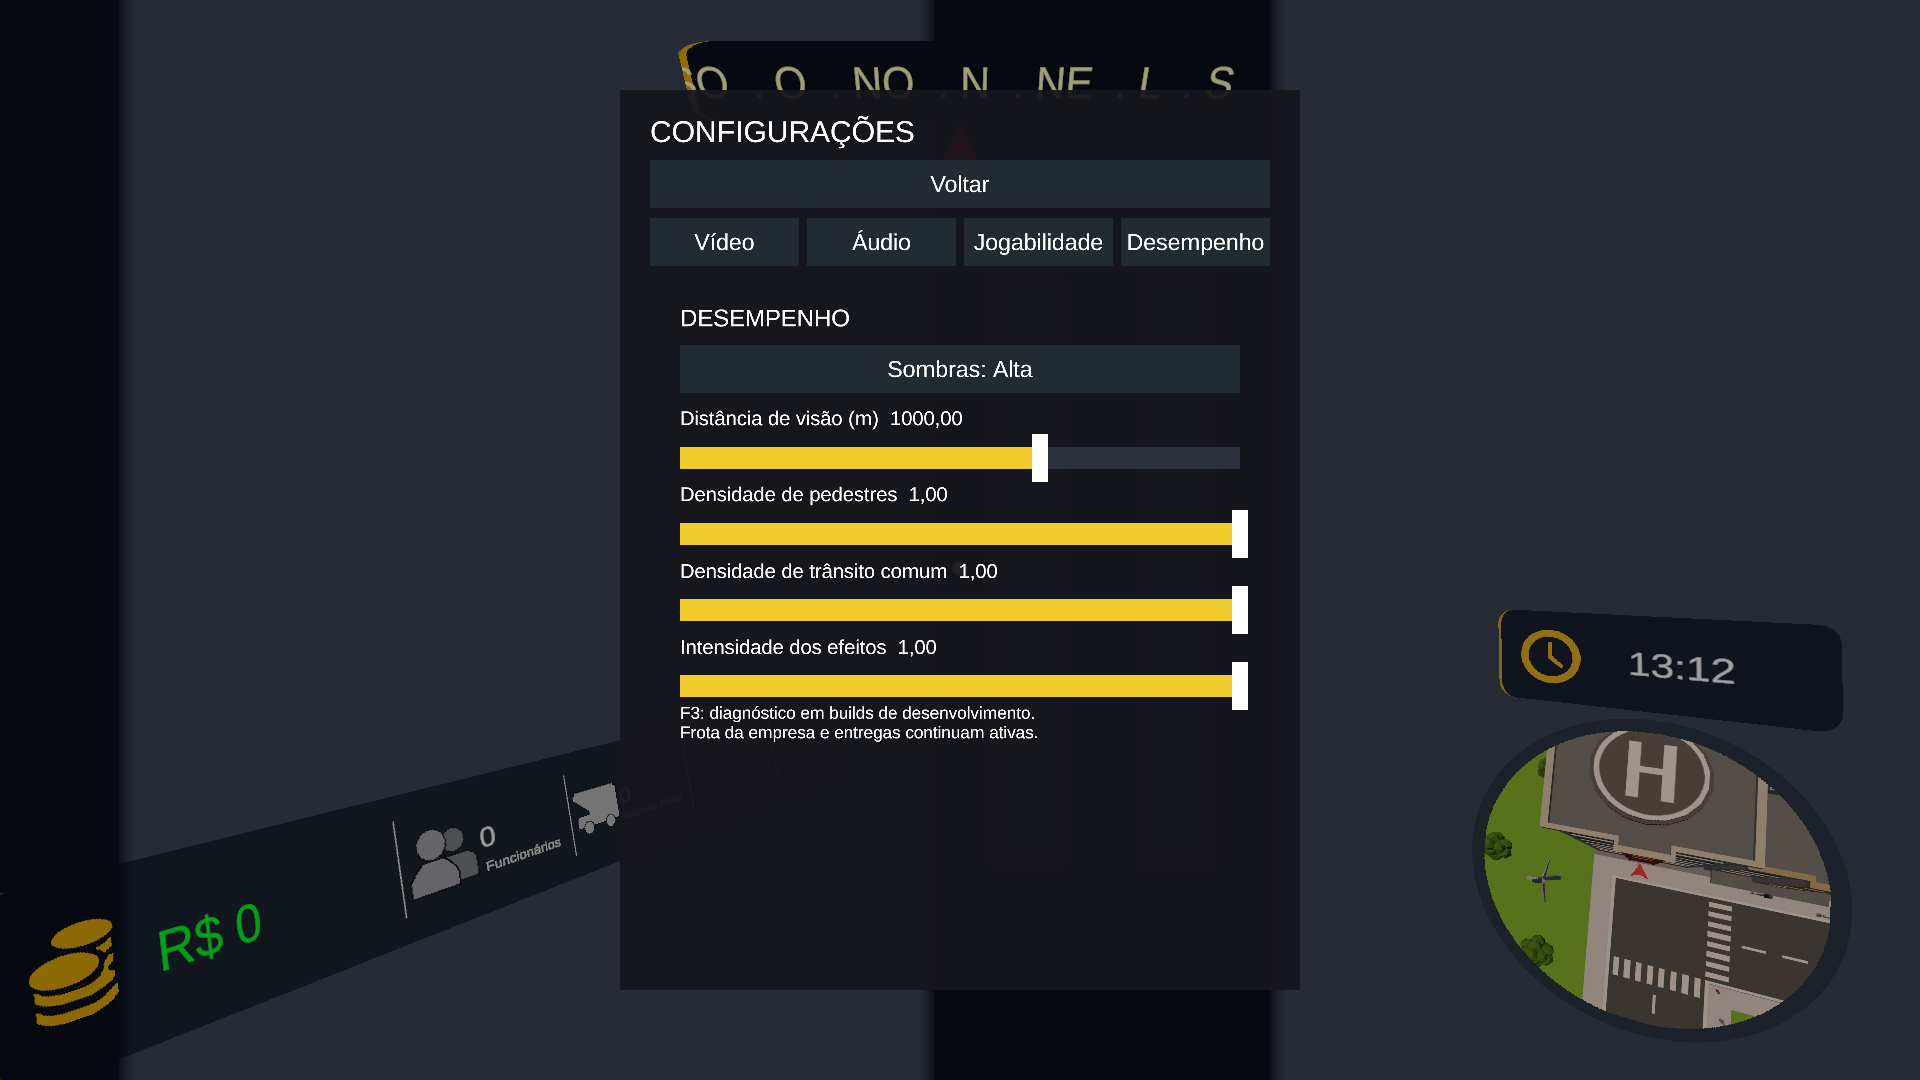 O . O . NO . N . NE . L . S
CONFIGURAÇÕES
Voltar
Vídeo Áudio Jogabilidade Desempenho
DESEMPENHO
Sombras: Alta
Distância de visão (m) 1000,00
Densidade de pedestres 1,00
Densidade de trânsito comum 1,00
Intensidade dos efeitos 1,00
F3: diagnóstico em builds de desenvolvimento.
Frota da empresa e entregas continuam ativas.
13:12
H
0
Funcionários
0
R$ 0